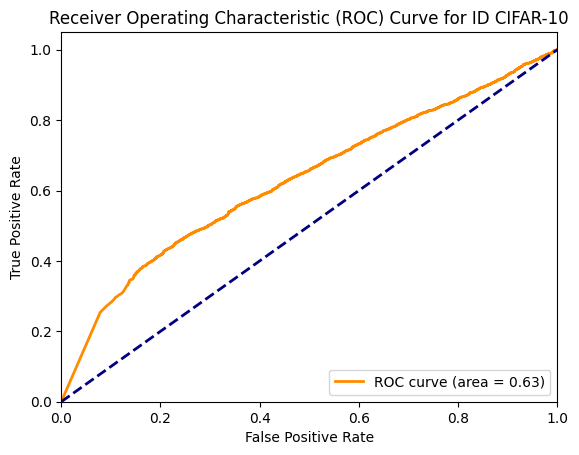 Receiver Operating Characteristic (ROC) Curve for ID CIFAR-10
1.0
0.8
0.6
0.4
0.2
0.0
True Positive Rate
ROC curve (area = 0.63)
0.0 0.2 0.4 0.6 0.8 1.0
False Positive Rate